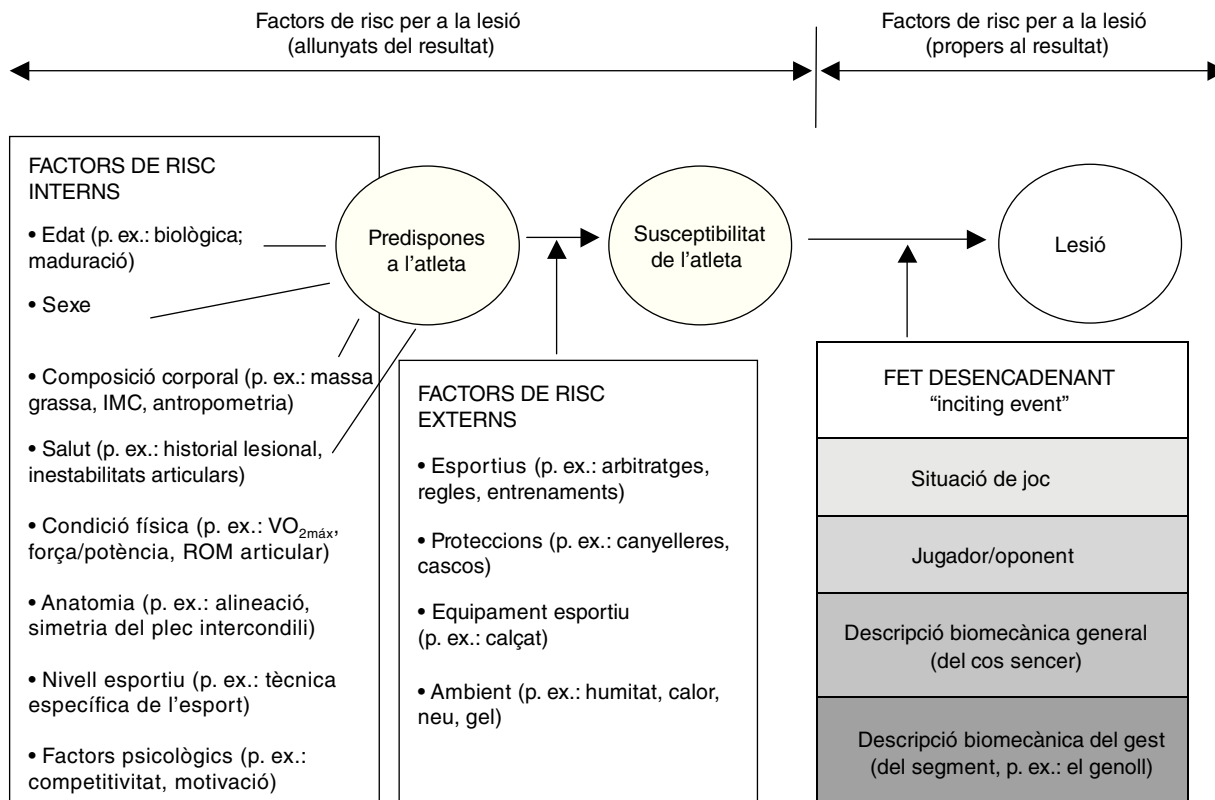 Factors de risc per a la lesió
(allunyats del resultat)
Factors de risc per a la lesió
(propers al resultat)
FACTORS DE RISC
INTERNS
• Edat (p. ex.: biològica;
maduració)
• Sexe
• Composició corporal (p. ex.: massa
grassa, IMC, antropometria)
• Salut (p. ex.: historial lesional,
inestabilitats articulars)
• Condició física (p. ex.: VO2máx,
força/potència, ROM articular)
• Anatomia (p. ex.: alineació,
simetria del plec intercondili)
• Nivell esportiu (p. ex.: tècnica
específica de l’esport)
• Factors psicològics (p. ex.:
competitivitat, motivació)
Predispones
a l’atleta
FACTORS DE RISC
EXTERNS
• Esportius (p. ex.: arbitratges,
regles, entrenaments)
• Proteccions (p. ex.: canyelleres,
cascos)
• Equipament esportiu
(p. ex.: calçat)
• Ambient (p. ex.: humitat, calor,
neu, gel)
Susceptibilitat
de l’atleta
Lesió
FET DESENCADENANT
“inciting event”
Situació de joc
Jugador/oponent
Descripció biomecànica general
(del cos sencer)
Descripció biomecànica del gest
(del segment, p. ex.: el genoll)